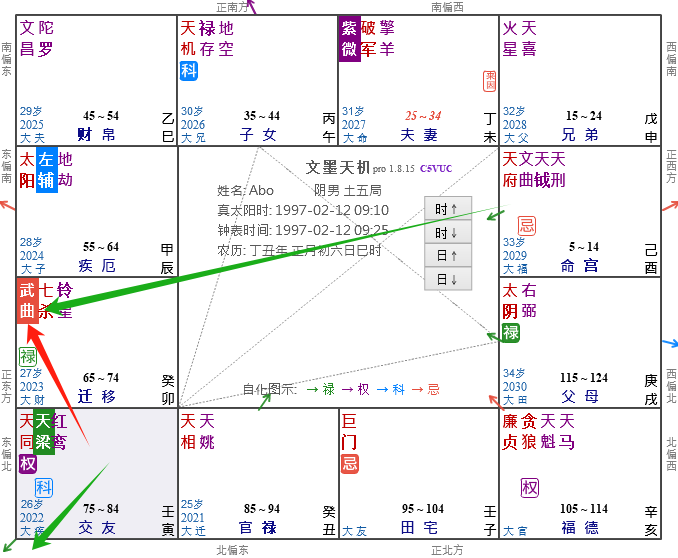 正南方
南偏西
南偏东
西偏南
文陀
昌罗
29岁
2025
大夫
45～54
财帛
乙
巳
天禄地
机存空
科
30岁
2026
大兄
35～44
子女
丙
午
紫破擎
微军羊
来因
31岁
2027
大命
25～34
夫妻
丁
未
火天
星喜
32岁
2028
大父
15～24
兄弟
戊
申
东偏南
正西方
太左地
阳辅劫
28岁
2024
大子
55～64
疾厄
甲
辰
文墨天机 pro 1.8.15 C5VUC
姓名: Abo 阴男 土五局
真太阳时: 1997-02-12 09:10
钟表时间: 1997-02-12 09:25
农历: 丁丑年 正月初六日巳时
时↑
时↓
日↑
日↓
自化图示: →禄 →权 →科 →忌
天文天天
府曲钺刑
忌
33岁
2029
大福
5～14
命宫
己
酉
正东方
西偏北
武七铃
曲杀星
禄
27岁
2023
大财
65～74
迁移
癸
卯
太右
阴弼
禄
34岁
2030
大田
115～124
父母
庚
戌
东偏北
北偏西
天天红
同梁鸾
权
科
26岁
2022
75～84
交友
壬
寅
天天
相姚
25岁
2021
大迁
85～94
官禄
癸
丑
巨
门
忌
大友
95～104
田宅
壬
子
廉贪天天
贞狼魁马
权
大官
105～114
福德
辛
亥
北偏东
正北方